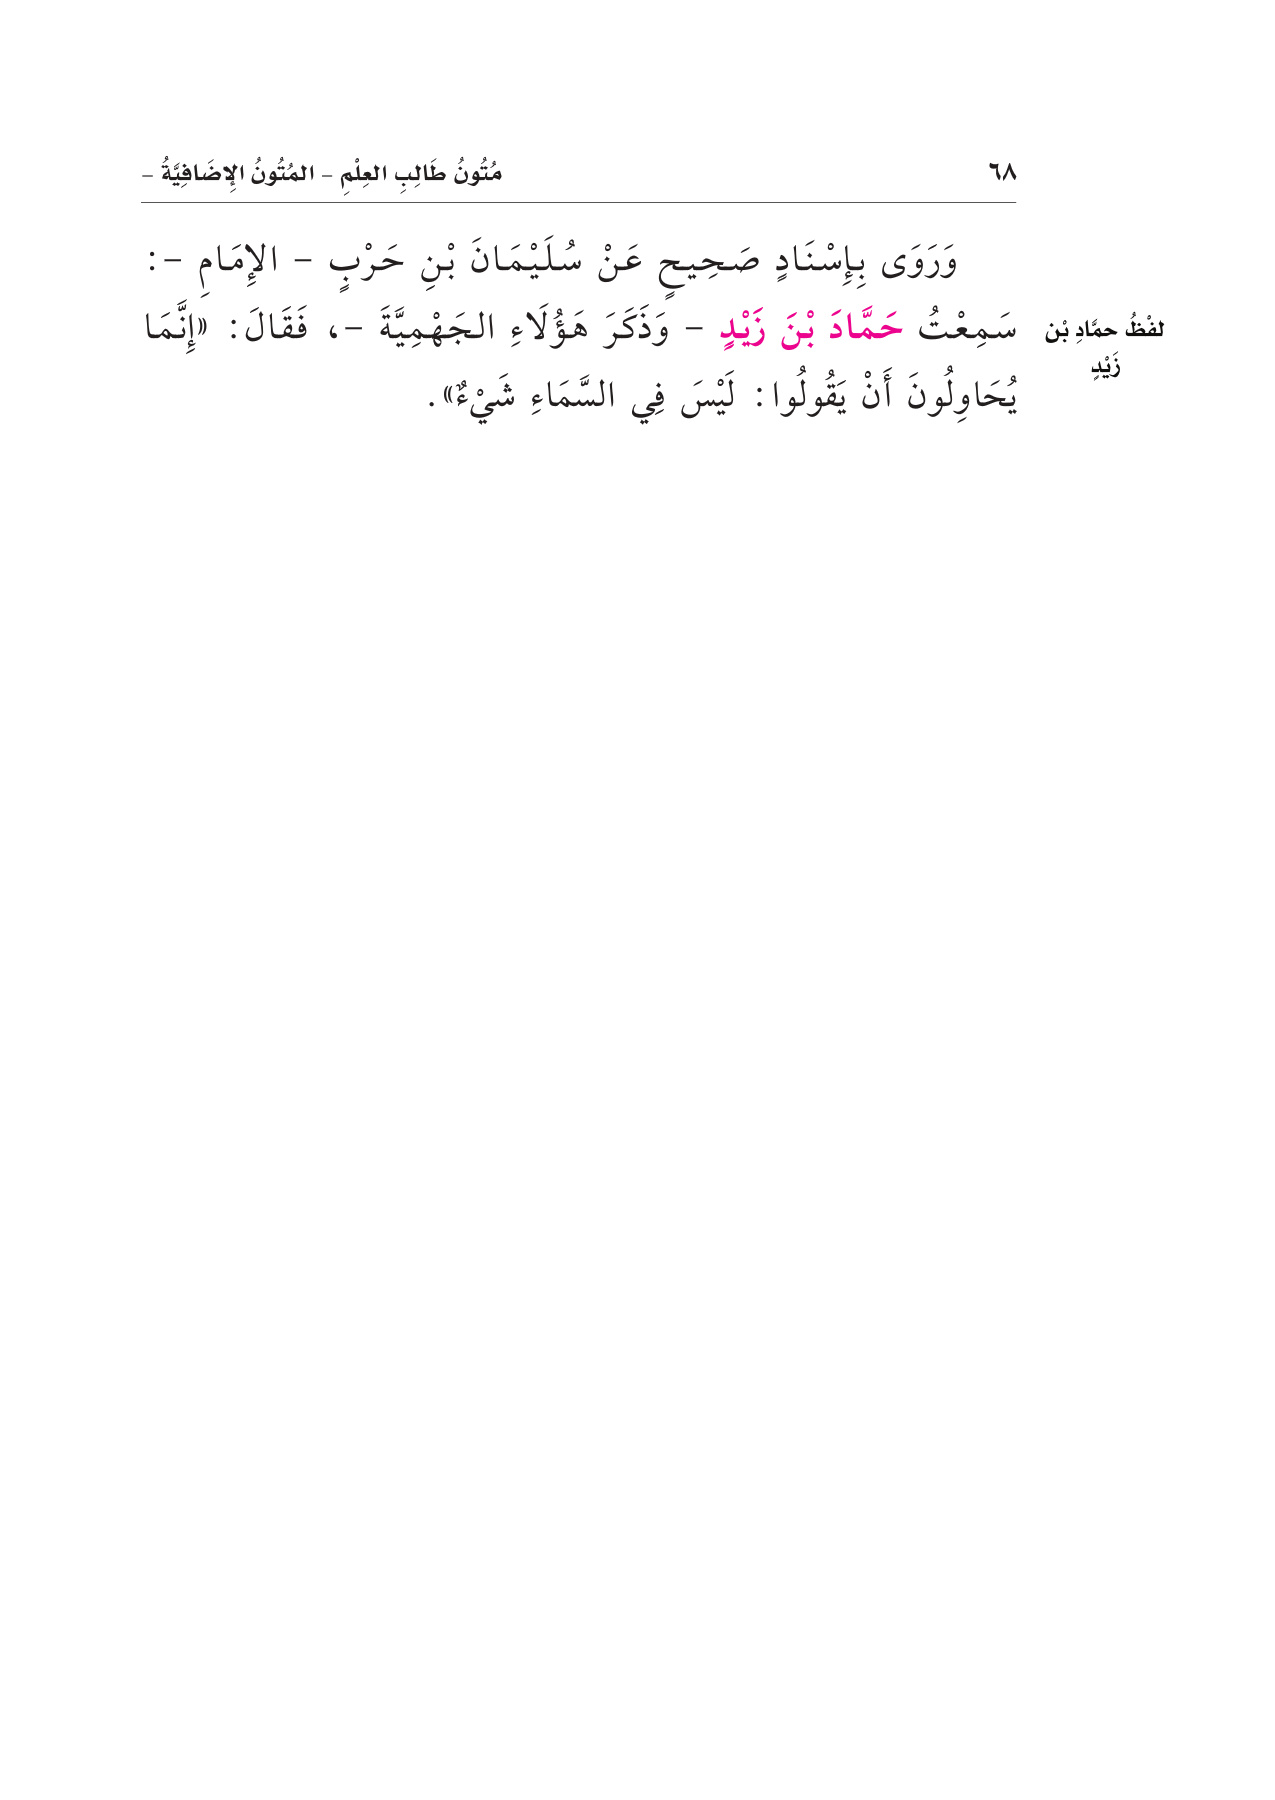 ٦٨
مُتُونُ طَالِبِ العِلْمِ – المُتُونُ الإِضَافِيَّةُ –
وَرَوَى بِإِسْنَادٍ صَحِيحٍ عَنْ سُلَيْمَانَ بْنِ حَرْبٍ – الإِمَامِ –:
سَمِعْتُ حَمَّادَ بْنَ زَيْدٍ – وَذَكَرَ هَؤُلَاءِ الجَهْمِيَّةَ –، فَقَالَ: «إِنَّمَا
يُحَاوِلُونَ أَنْ يَقُولُوا: لَيْسَ فِي السَّمَاءِ شَيْءٌ».
لفْظُ حمَّادِ بْن
زَيْدٍ